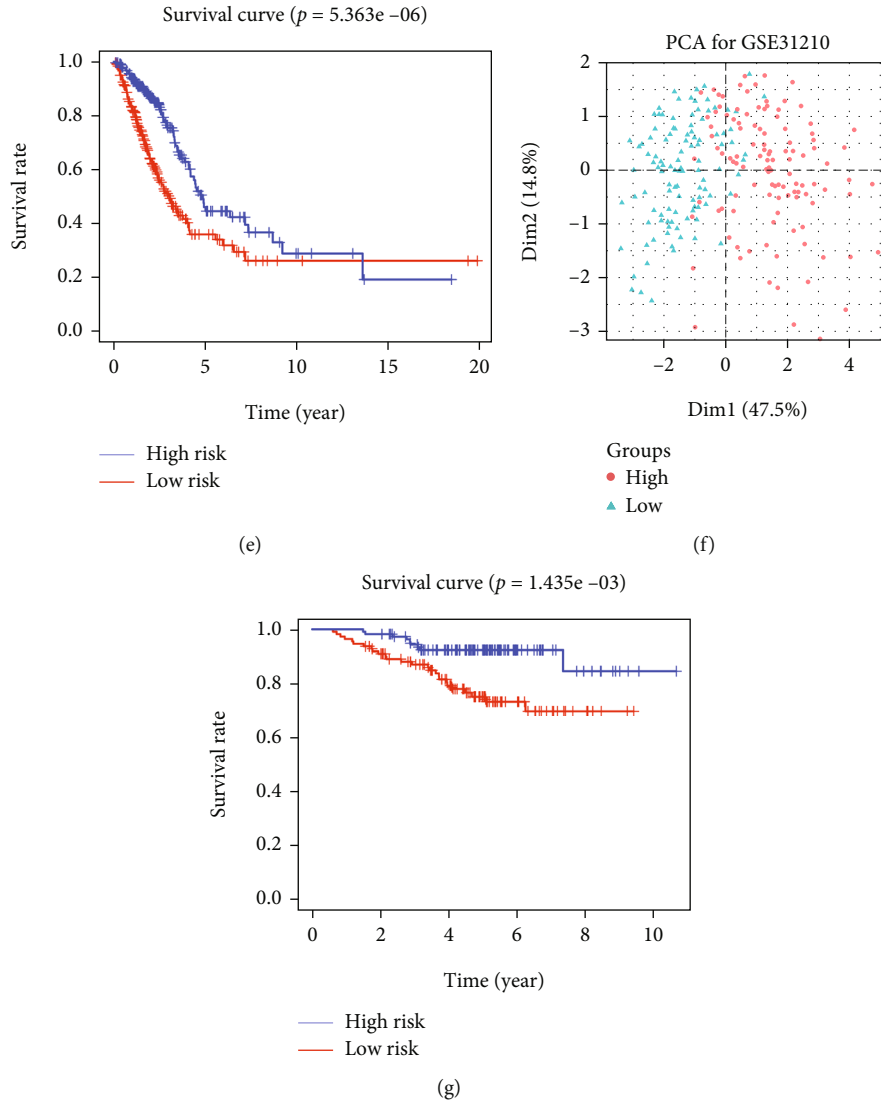 Survival curve (p = 5.363e –06)
1.0
0.8
0.6
0.4
0.2
0.0
Survival rate
0 5 10 15 20
Time (year)
High risk
Low risk
(e)
PCA for GSE31210
2
1
0
–1
–2
–3
Dim2 (14.8%)
–2 0 2 4
Dim1 (47.5%)
Groups
High
Low
(f)
Survival curve (p = 1.435e –03)
1.0
0.8
0.6
0.4
0.2
0.0
Survival rate
0 2 4 6 8 10
Time (year)
High risk
Low risk
(g)